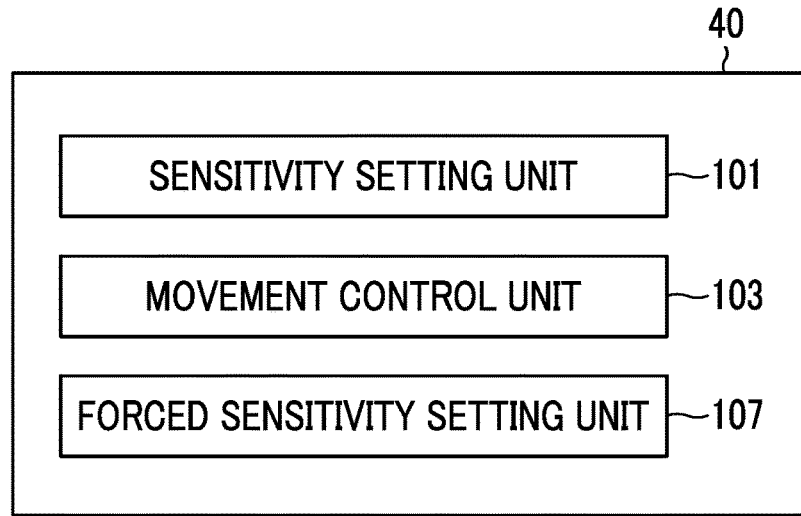 40
SENSITIVITY SETTING UNIT 101
MOVEMENT CONTROL UNIT 103
FORCED SENSITIVITY SETTING UNIT 107